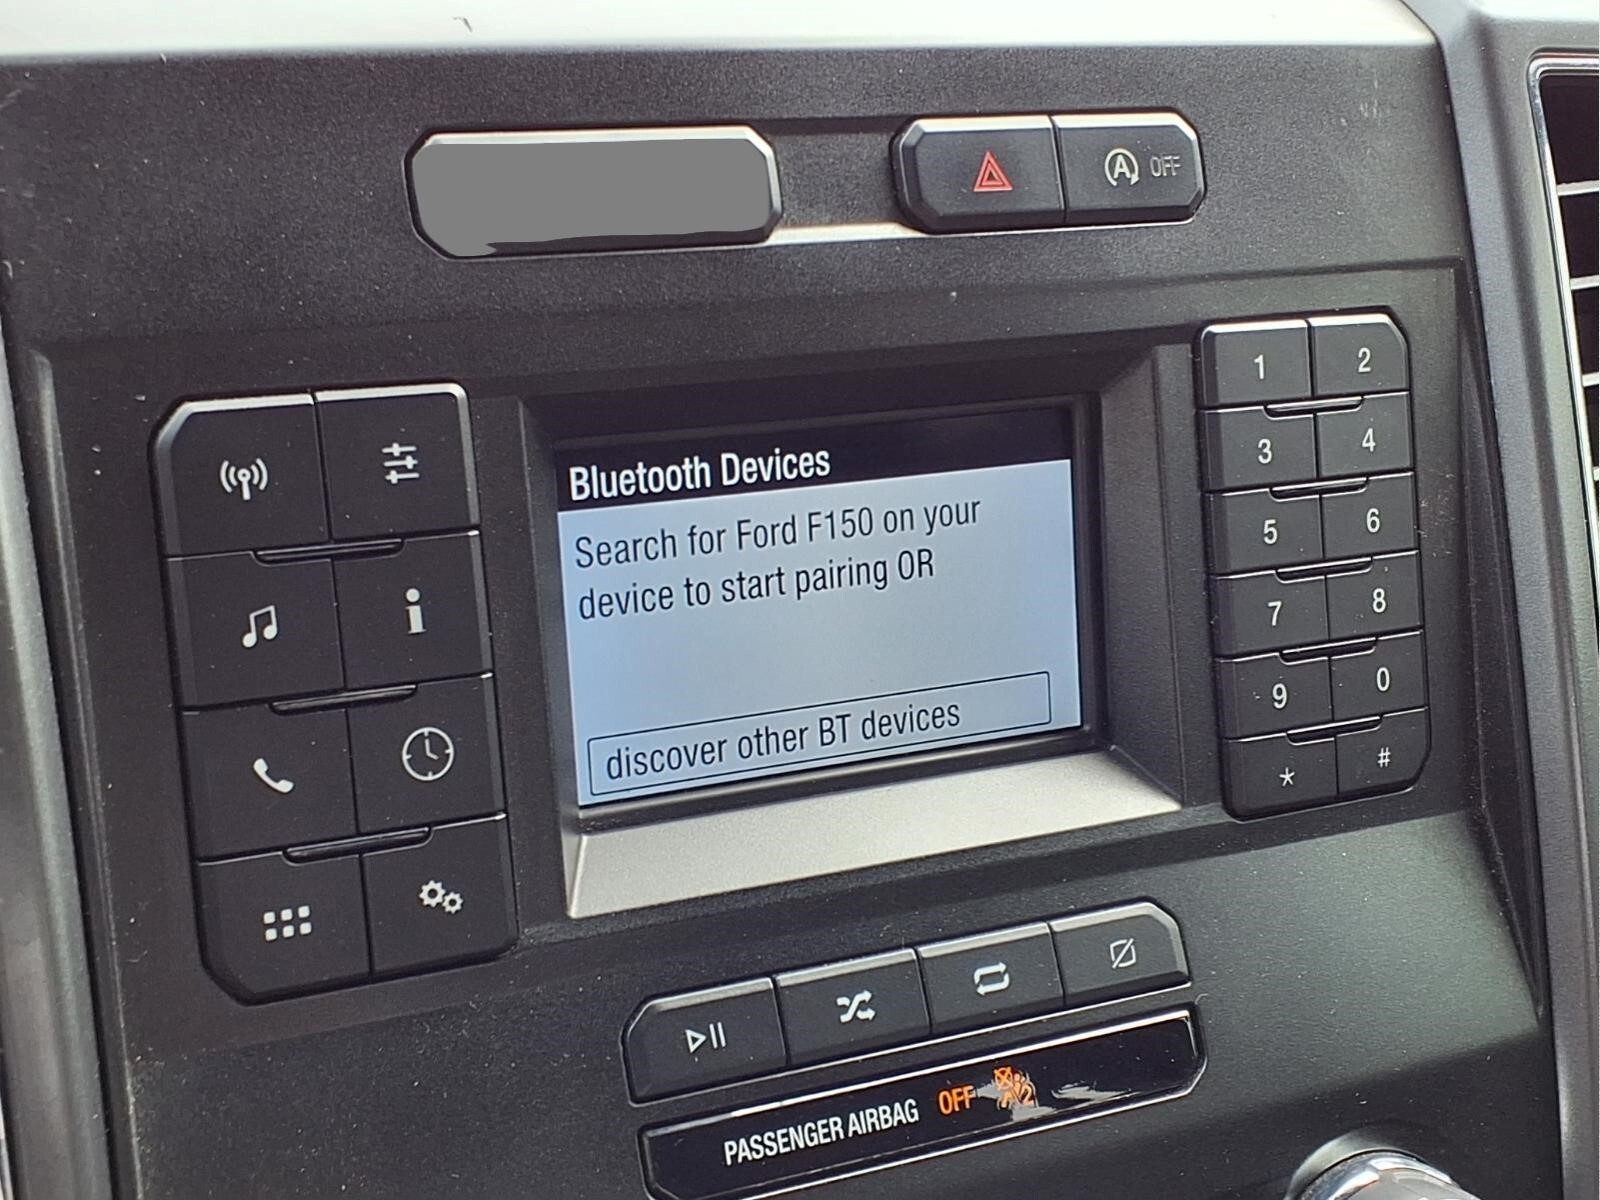 A OFF
Bluetooth Devices
Search for Ford F150 on your
device to start pairing OR
discover other BT devices
1 2
3 4
5 6
7 8
9 0
* #
PASSENGER AIRBAG OFF